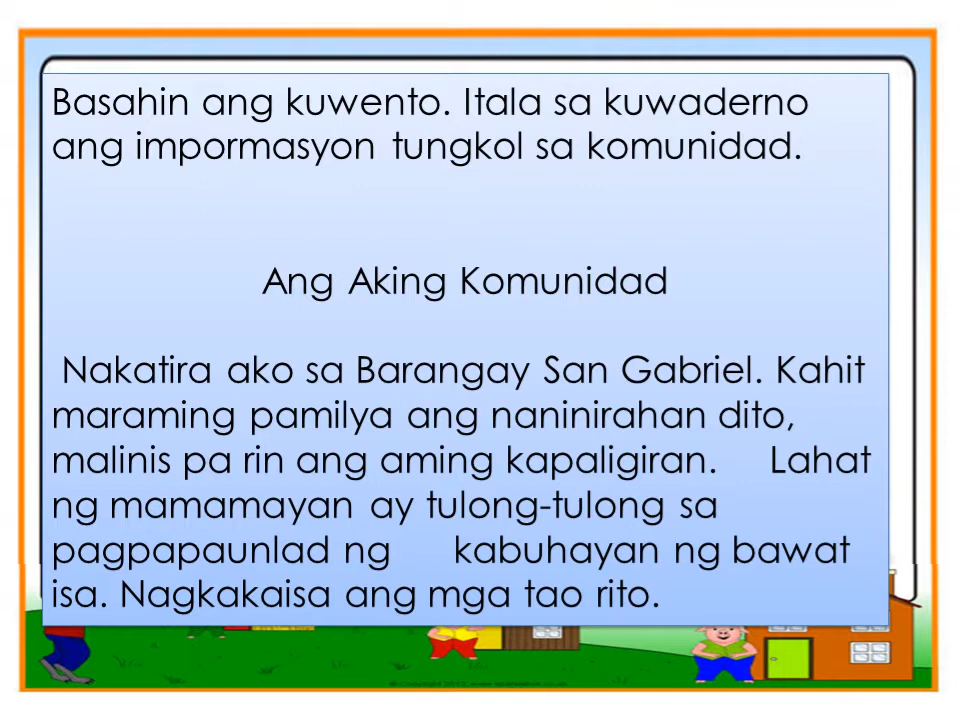 Basahin ang kuwento. Itala sa kuwaderno
ang impormasyon tungkol sa komunidad.
Ang Aking Komunidad
Nakatira ako sa Barangay San Gabriel. Kahit
maraming pamilya ang naninirahan dito,
malinis pa rin ang aming kapaligiran. Lahat
ng mamamayan ay tulong-tulong sa
pagpapaunlad ng kabuhayan ng bawat
isa. Nagkakaisa ang mga tao rito.